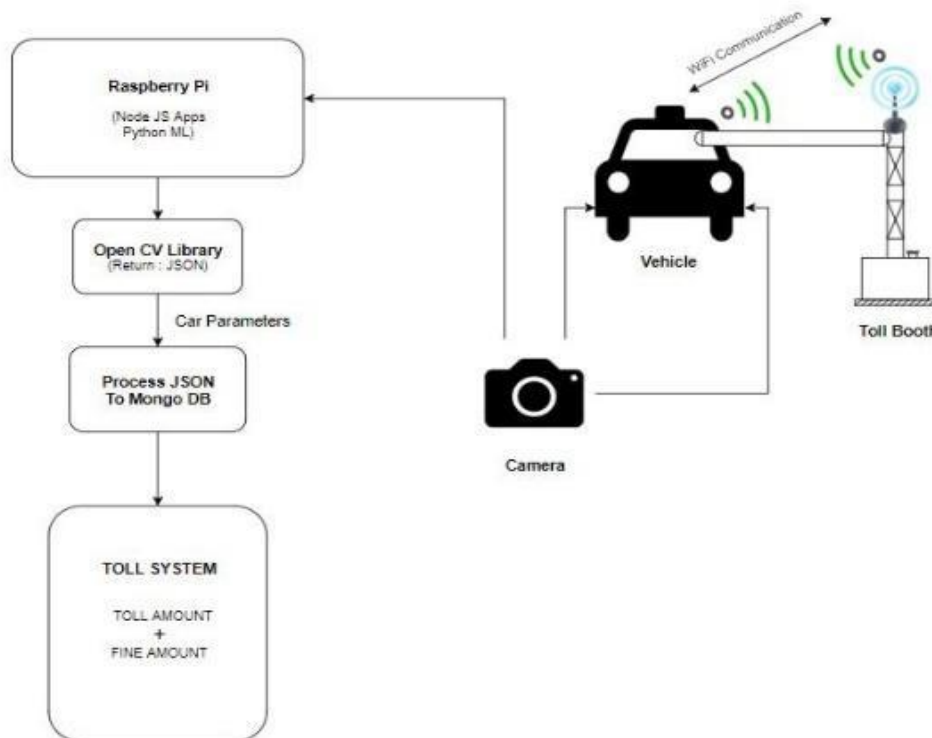 Raspberry Pi
(Node JS Apps
Python ML)
Open CV Library
(Return : JSON)
Car Parameters
Process JSON
To Mongo DB
TOLL SYSTEM
TOLL AMOUNT
+
FINE AMOUNT
WiFi Communication
Vehicle
Toll Booth
Camera